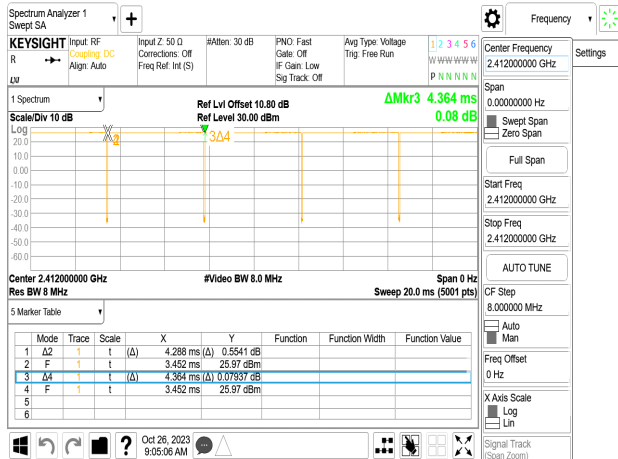 Spectrum Analyzer 1
Swept SA
Frequency
KEYSIGHT
R
Input: RF
Coupling: DC
Align: Auto
Input Z: 50 Ω
Corrections: Off
Freq Ref: Int (S)
#Atten: 30 dB
PNO: Fast
Gate: Off
IF Gain: Low
Sig Track: Off
Avg Type: Voltage
Trig: Free Run
1 2 3 4 5 6
W W W W W W
P N N N N N
1 Spectrum
Scale/Div 10 dB
Ref Lvl Offset 10.80 dB
Ref Level 30.00 dBm
ΔMkr3 4.364 ms
0.08 dB
Log
20.0
10.0
0.00
-10.0
-20.0
-30.0
-40.0
-50.0
-60.0
2
3Δ4
Center 2.412000000 GHz
#Video BW 8.0 MHz
Span 0 Hz
Res BW 8 MHz
Sweep 20.0 ms (5001 pts)
5 Marker Table
Mode Trace Scale X Y Function Function Width Function Value
1 Δ2 1 t (Δ) 4.288 ms (Δ) 0.5541 dB
2 F 1 t 3.452 ms 25.97 dBm
3 Δ4 1 t (Δ) 4.364 ms (Δ) 0.07937 dB
4 F 1 t 3.452 ms 25.97 dBm
5
6
Oct 26, 2023
9:05:06 AM
Center Frequency
2.412000000 GHz
Settings
Span
0.00000000 Hz
Swept Span
Zero Span
Full Span
Start Freq
2.412000000 GHz
Stop Freq
2.412000000 GHz
AUTO TUNE
CF Step
8.000000 MHz
Auto
Man
Freq Offset
0 Hz
X Axis Scale
Log
Lin
Signal Track
(Span Zoom)